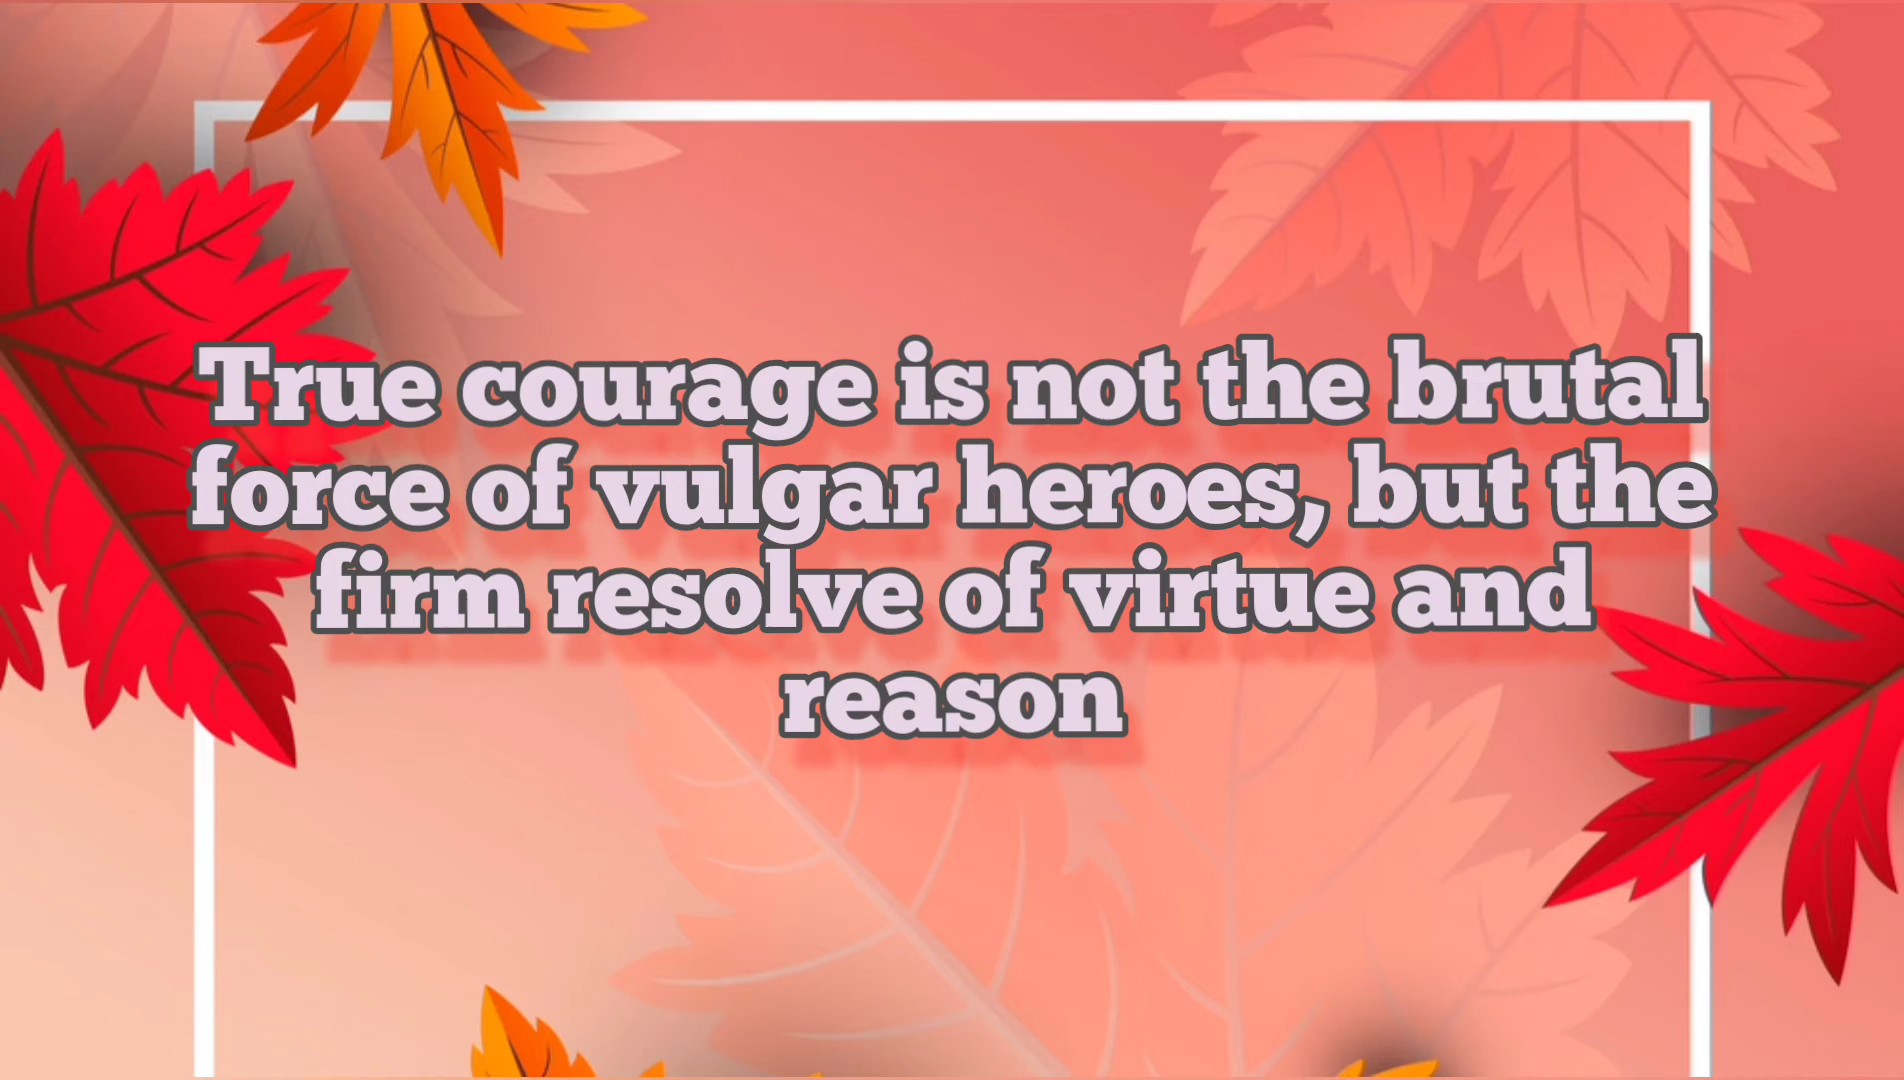 True courage is not the brutal
force of vulgar heroes, but the
firm resolve of virtue and
reason